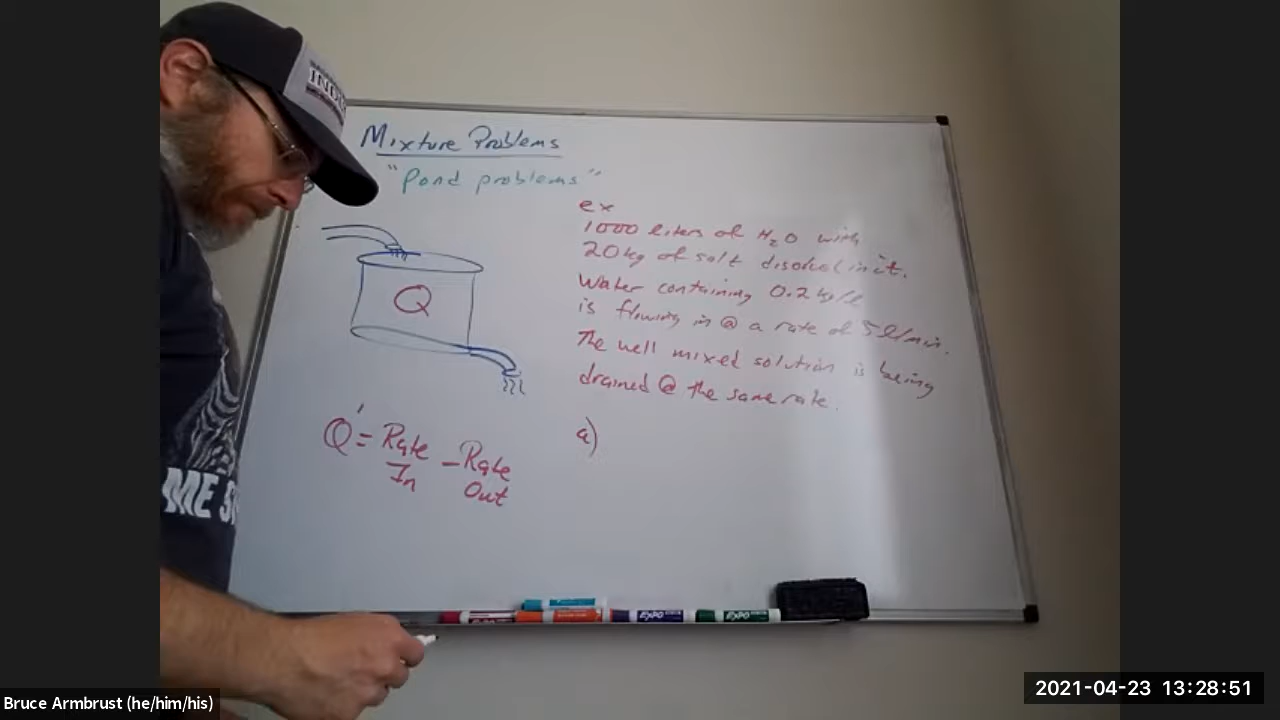 Mixture Problems
"Pond problems"
ex
1000 liters of H₂O with
20kg of salt disolved in it.
Water containing 0.2 kg/l
is flowing in @ a rate of 5 l/min.
The well mixed solution is being
drained @ the same rate.
Q
Q' = Rate In - Rate Out
a)
ME
EXPO
EXPO
Bruce Armbrust (he/him/his)
2021-04-23 13:28:51